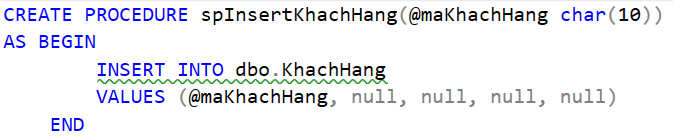 CREATE PROCEDURE spInsertKhachHang(@maKhachHang char(10))
AS BEGIN
INSERT INTO dbo.KhachHang
VALUES (@maKhachHang, null, null, null, null)
END